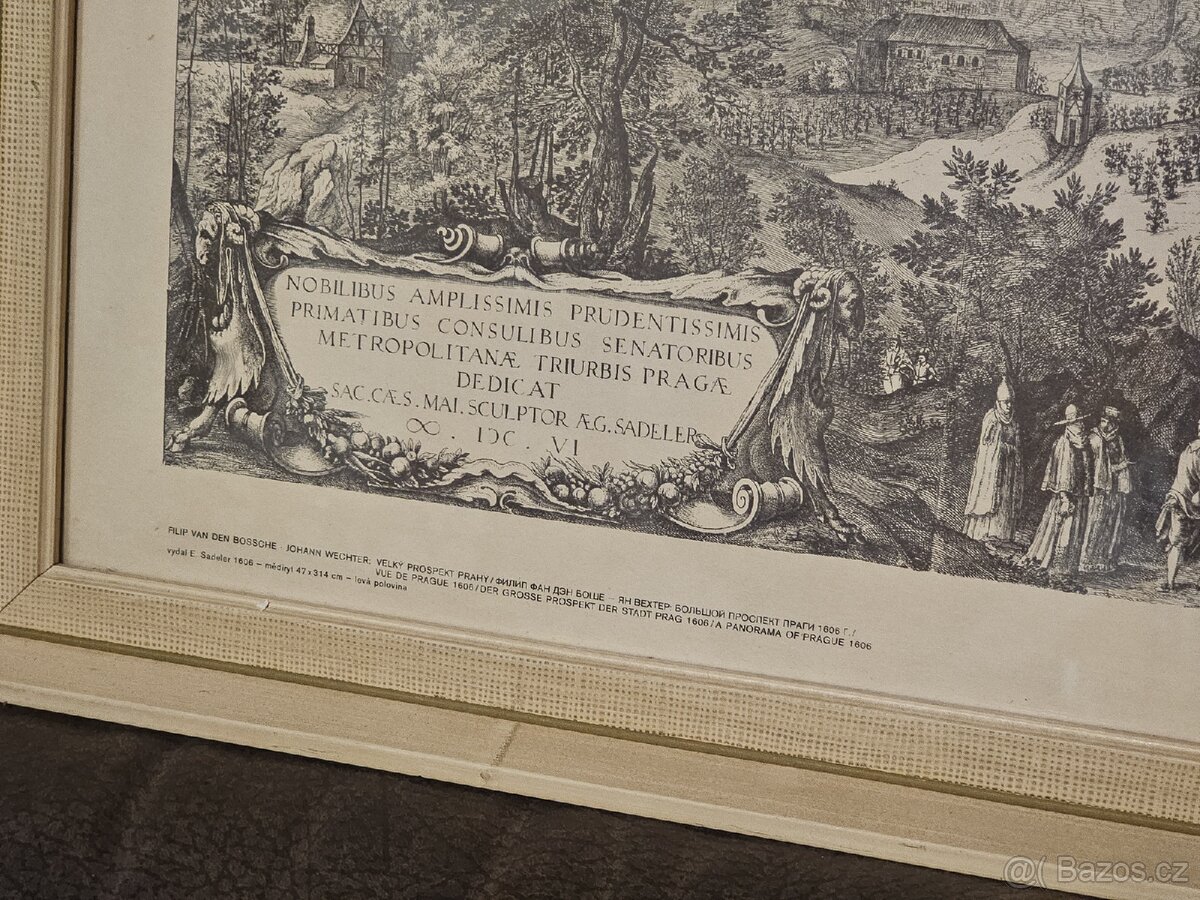 NOBILIBUS AMPLISSIMIS PRUDENTISSIMIS
PRIMATIBUS CONSULIBUS SENATORIBUS
METROPOLITANÆ TRIURBIS PRAGÆ
DEDICAT
SAC. CÆS. MAI. SCULPTOR ÆG. SADELER
∞ · IↃC · VI
FILIP VAN DEN BOSSCHE - JOHANN WECHTER: VELKÝ PROSPEKT PRAHY / ФИЛИП ФАН ДЭН БОШЕ – ЯН ВЕХТЕР: БОЛЬШОЙ ПРОСПЕКТ ПРАГИ 1606 Г. /
VUE DE PRAGUE 1606 / DER GROSSE PROSPEKT DER STADT PRAG 1606 / A PANORAMA OF PRAGUE 1606
vydal E. Sadeler 1606 – mědiryt 47 x 314 cm – levá polovina
@( Bazos.cz